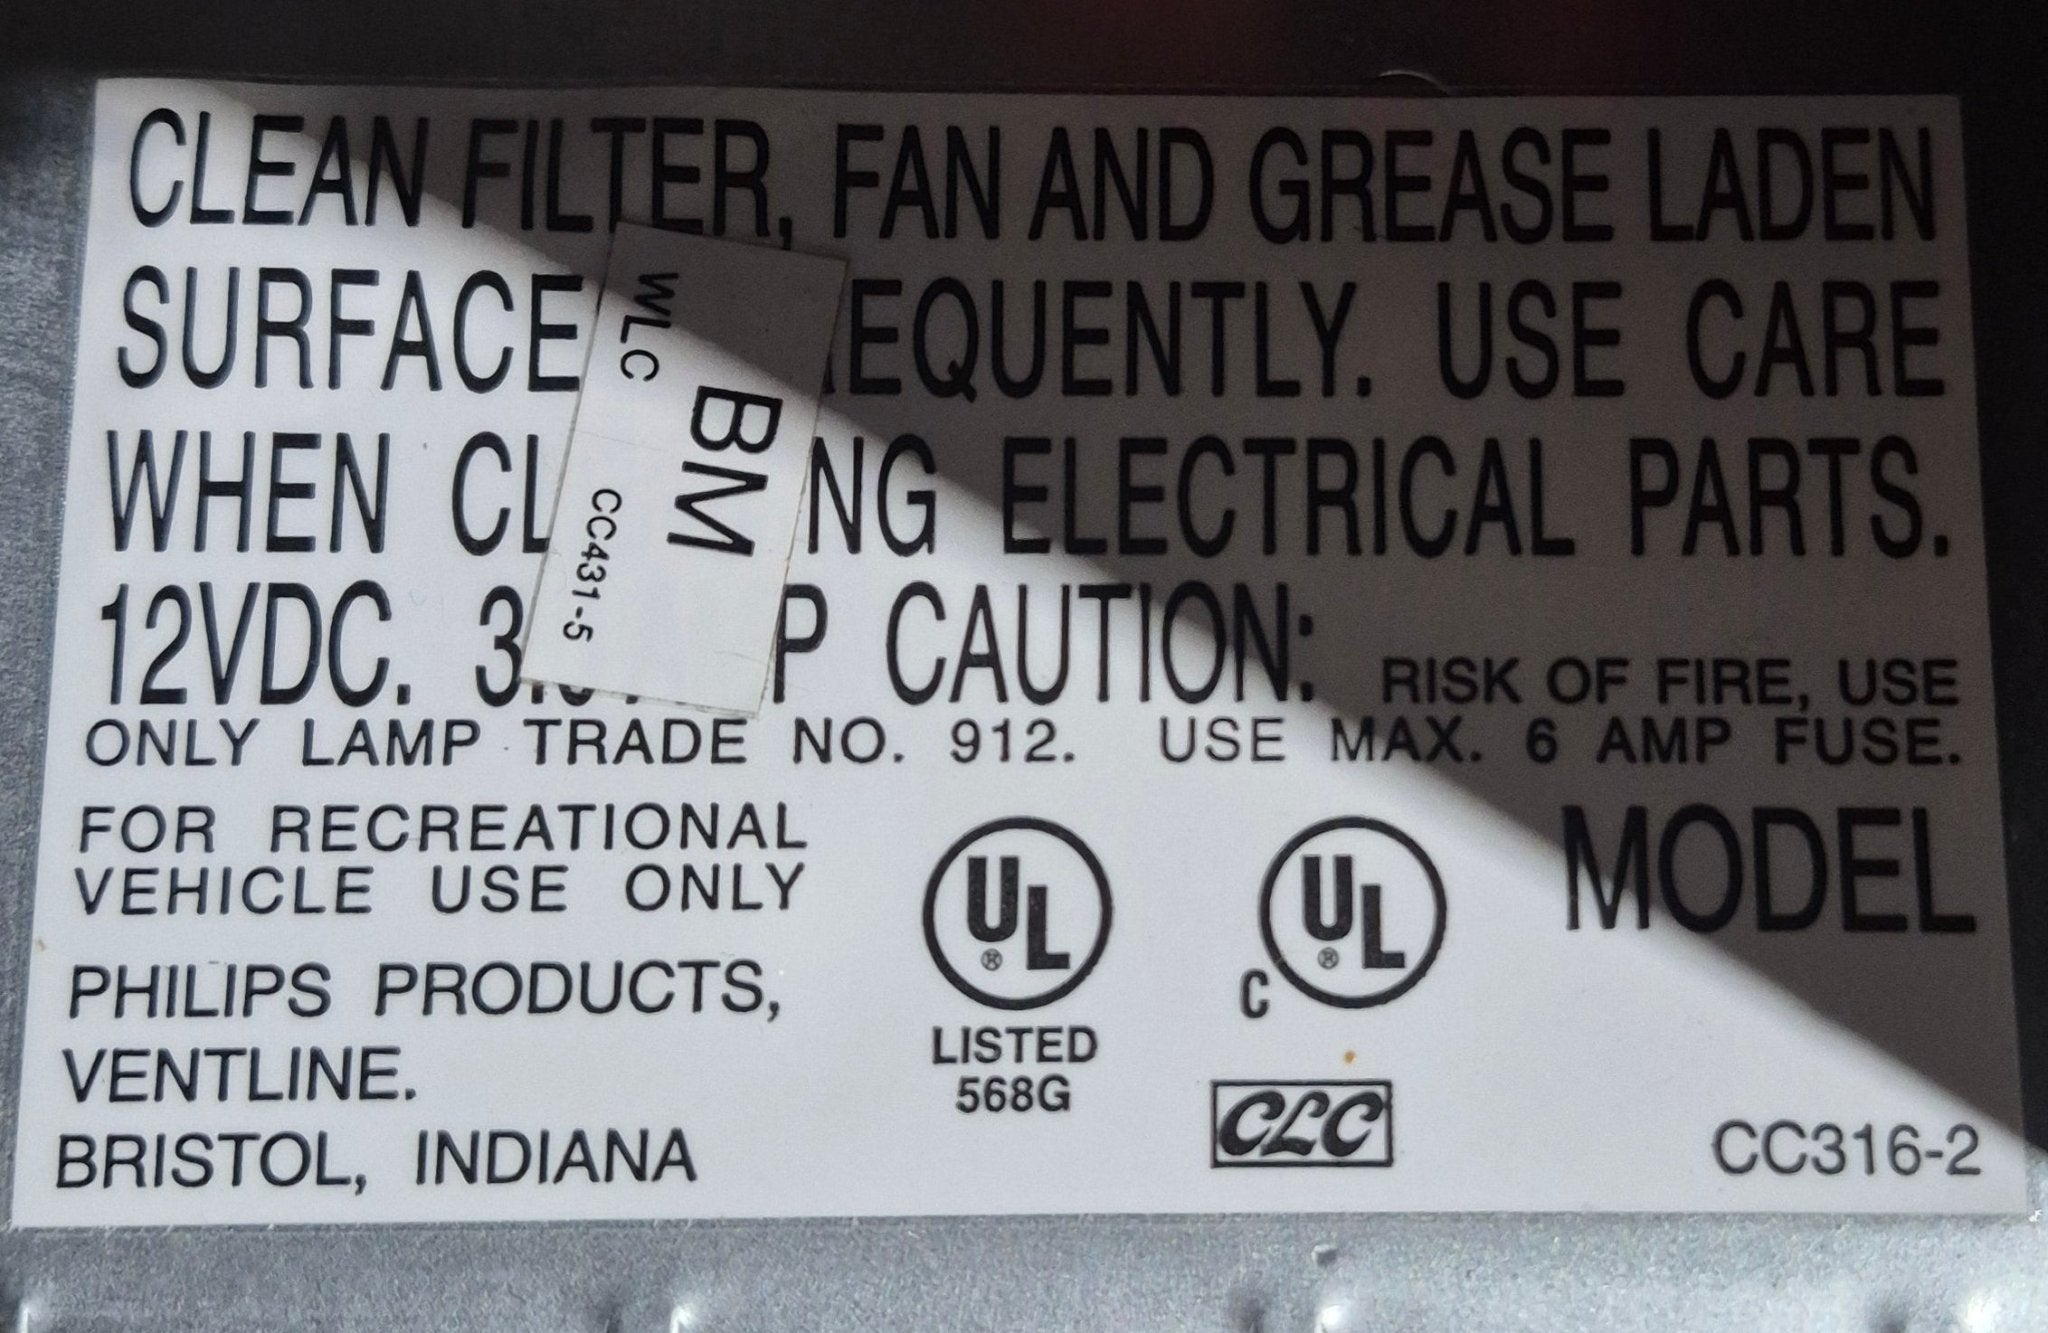 CLEAN FILTER, FAN AND GREASE LADEN
SURFACE EQUENTLY. USE CARE
WHEN CL NG ELECTRICAL PARTS.
12VDC. 3. P CAUTION: RISK OF FIRE, USE
ONLY LAMP TRADE NO. 912. USE MAX. 6 AMP FUSE.
WLC CC431-5
BM
FOR RECREATIONAL
VEHICLE USE ONLY
PHILIPS PRODUCTS,
VENTLINE.
BRISTOL, INDIANA
UL ®
LISTED
568G
C UL ®
CLC
MODEL
CC316-2